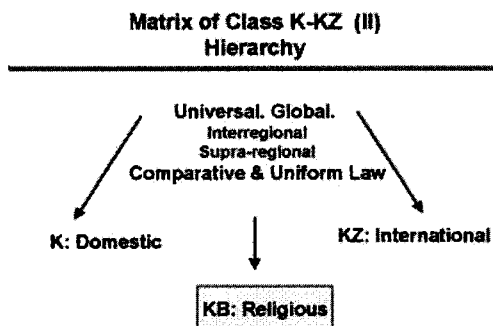 Matrix of Class K-KZ (II)
Hierarchy
Universal. Global.
Interregional
Supra-regional
Comparative & Uniform Law
K: Domestic
KZ: International
KB: Religious